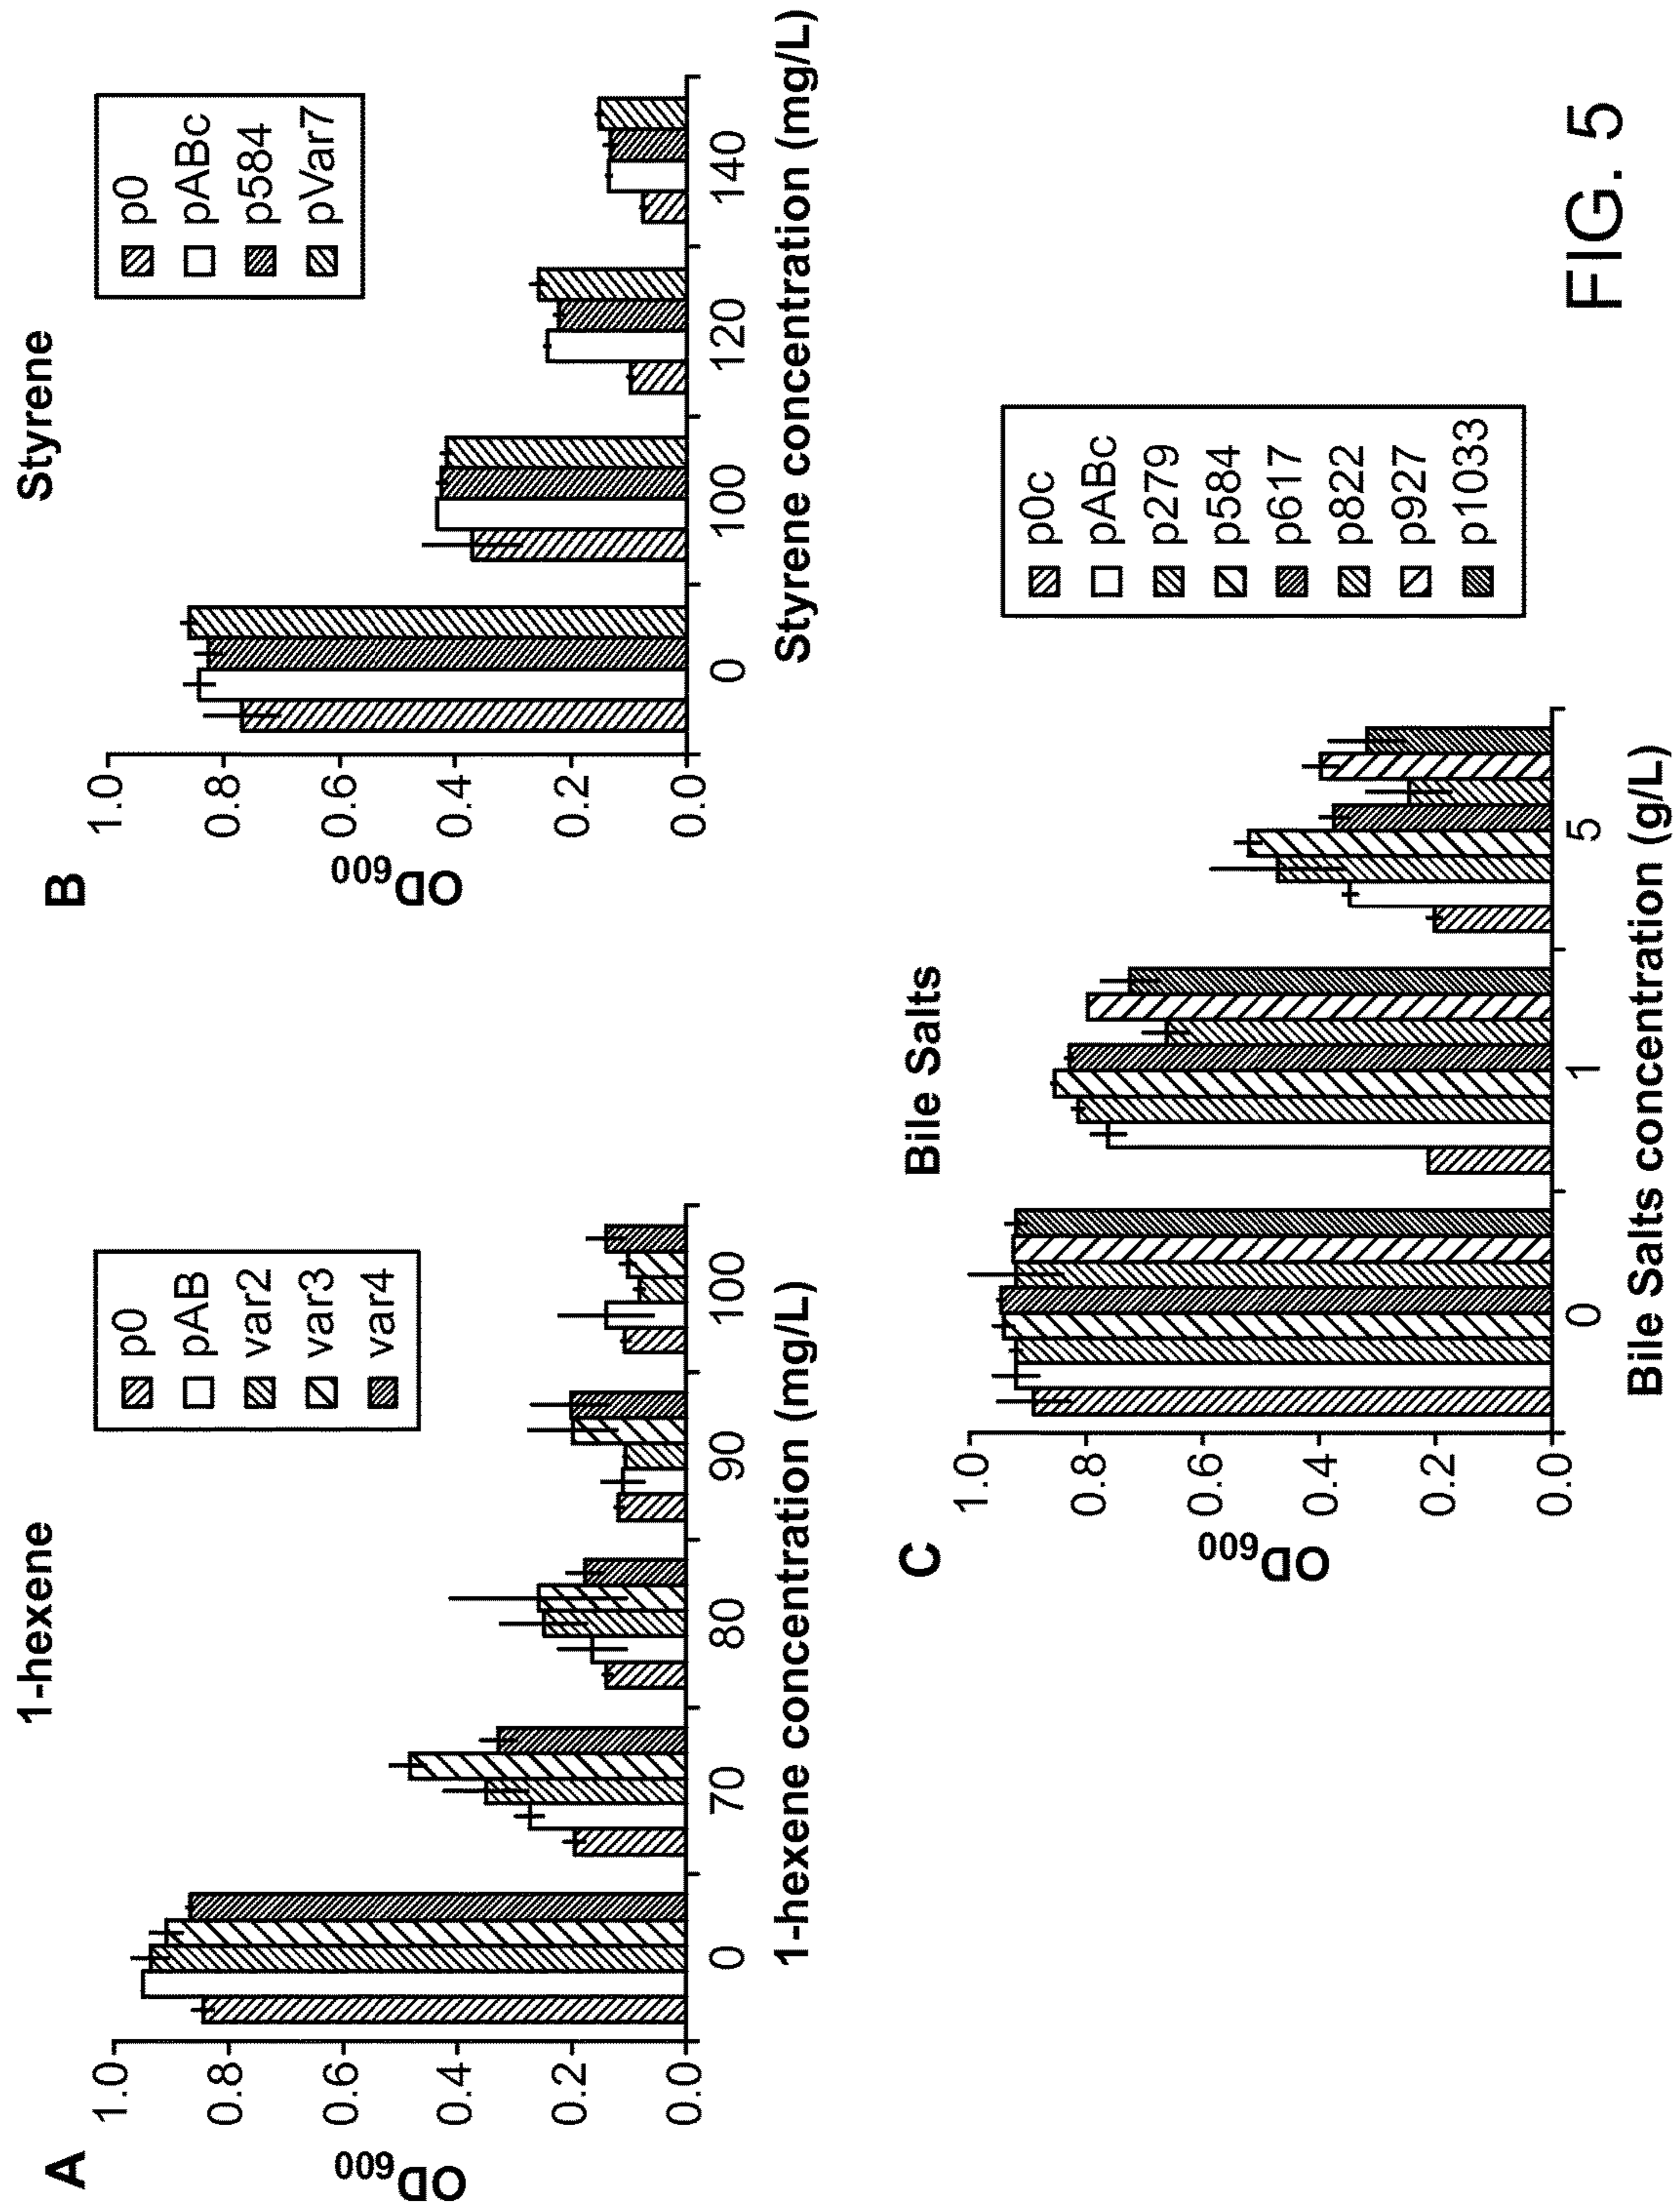 A
1-hexene
OD600
1.0
0.8
0.6
0.4
0.2
0.0
0 70 80 90 100
1-hexene concentration (mg/L)
p0
pAB
var2
var3
var4
B
Styrene
OD600
1.0
0.8
0.6
0.4
0.2
0.0
0 100 120 140
Styrene concentration (mg/L)
p0
pABc
p584
pVar7
C
Bile Salts
OD600
1.0
0.8
0.6
0.4
0.2
0.0
0 1 5
Bile Salts concentration (g/L)
p0c
pABc
p279
p584
p617
p822
p927
p1033
FIG. 5